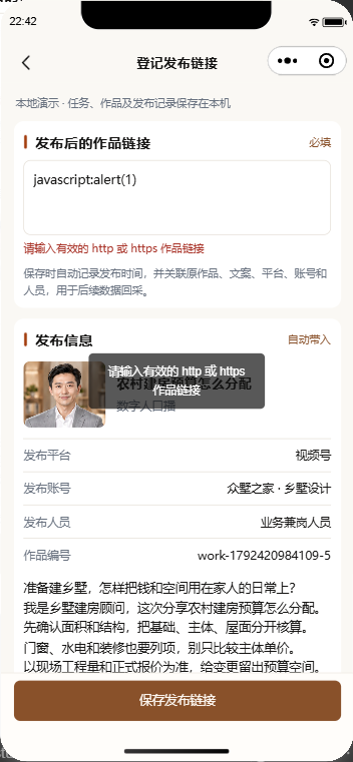 22:42
登记发布链接
本地演示 · 任务、作品及发布记录保存在本机
发布后的作品链接
必填
javascript:alert(1)
请输入有效的 http 或 https 作品链接
保存时自动记录发布时间，并关联原作品、文案、平台、账号和
人员，用于后续数据回采。
发布信息
自动带入
请输入有效的 http 或 https
作品链接
农村建房预算怎么分配
数字人口播
发布平台
视频号
发布账号
众墅之家 · 乡墅设计
发布人员
业务兼岗人员
作品编号
work-1792420984109-5
准备建乡墅，怎样把钱和空间用在家人的日常上？
我是乡墅建房顾问，这次分享农村建房预算怎么分配。
先确认面积和结构，把基础、主体、屋面分开核算。
门窗、水电和装修也要列项，别只比较主体单价。
以现场工程量和正式报价为准，给变更留出预算空间。
保存发布链接